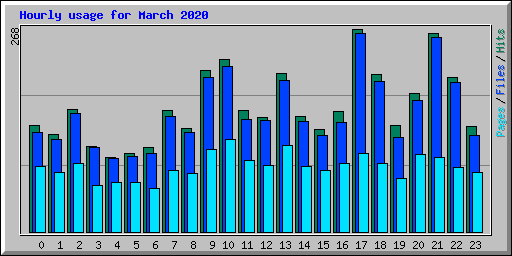 Hourly usage for March 2020
268
Pages/Files/Hits
0 1 2 3 4 5 6 7 8 9 10 11 12 13 14 15 16 17 18 19 20 21 22 23